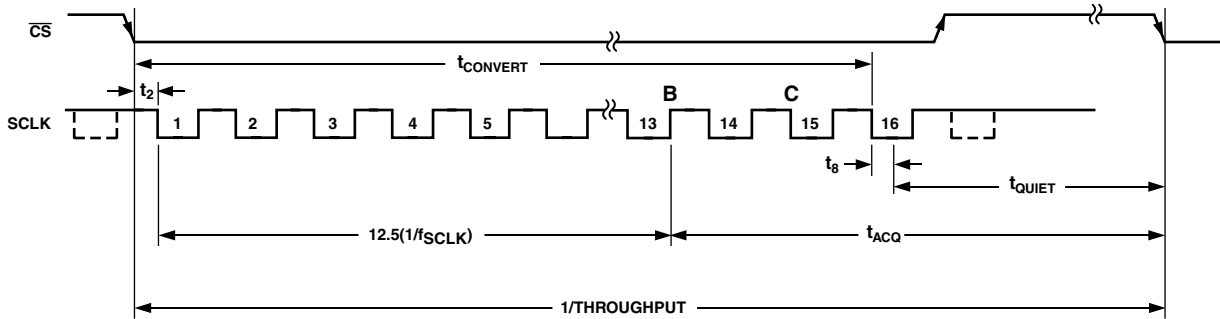 CS
tCONVERT
t2
B
C
SCLK
1 2 3 4 5 13 14 15 16
t8
tQUIET
12.5(1/fSCLK)
tACQ
1/THROUGHPUT